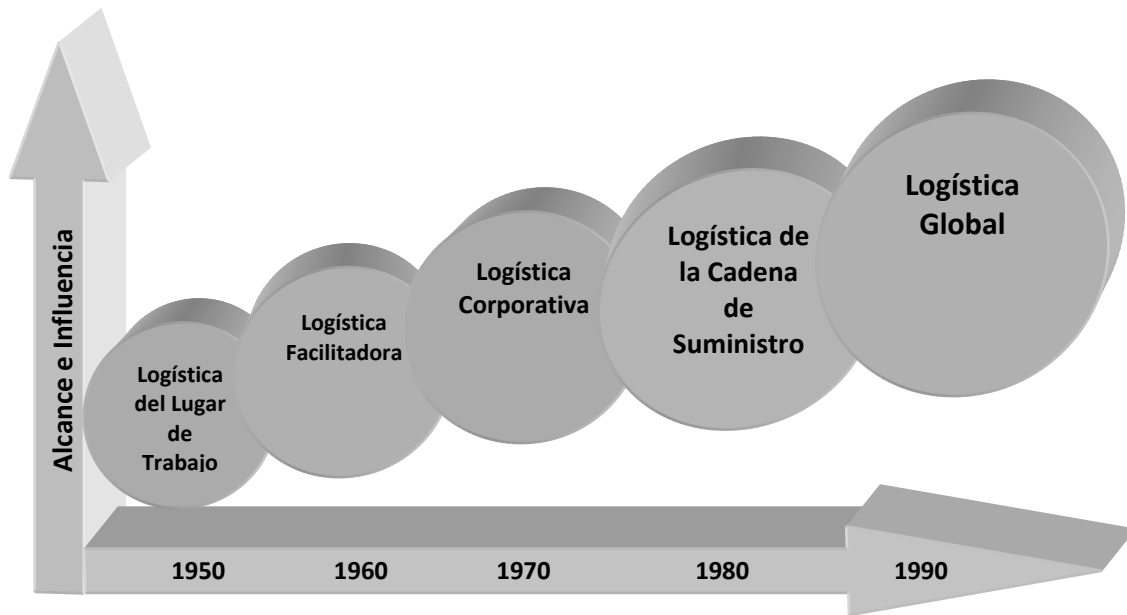 Alcance e Influencia
Logística
del Lugar
de
Trabajo
Logística
Facilitadora
Logística
Corporativa
Logística de
la Cadena
de
Suministro
Logística
Global
1950
1960
1970
1980
1990